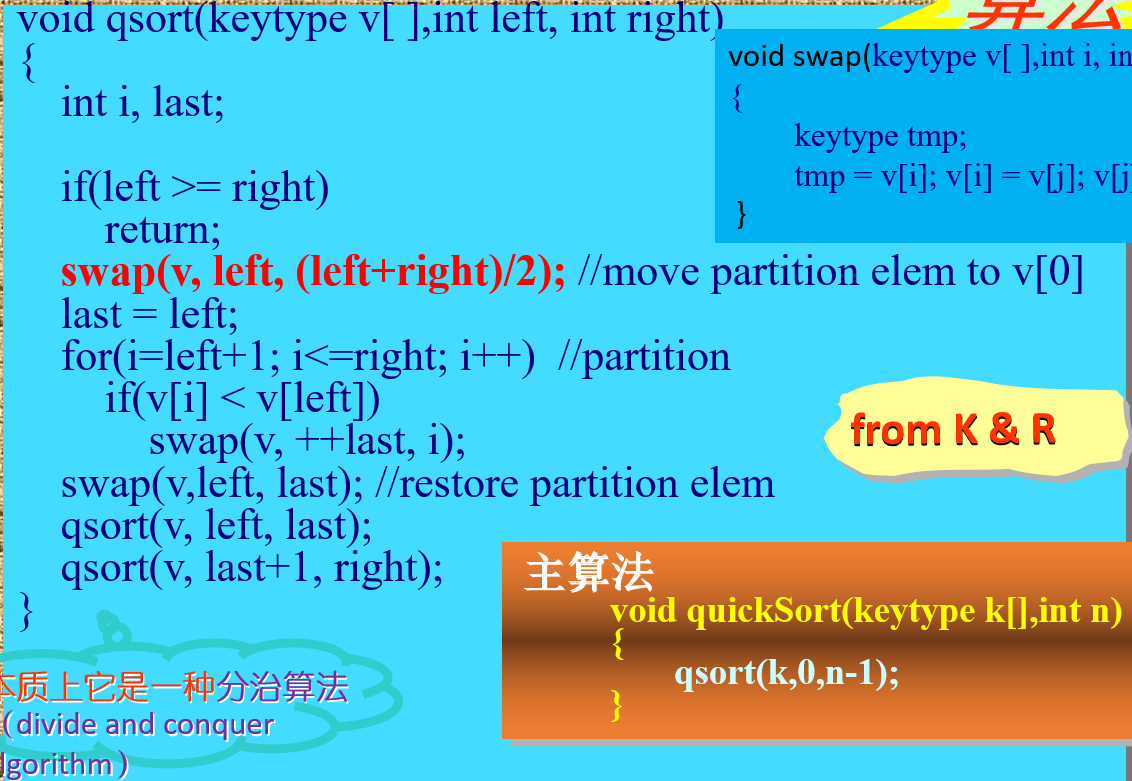 void qsort(keytype v[ ],int left, int right)
{
int i, last;
if(left >= right)
return;
swap(v, left, (left+right)/2); //move partition elem to v[0]
last = left;
for(i=left+1; i<=right; i++) //partition
if(v[i] < v[left])
swap(v, ++last, i);
swap(v,left, last); //restore partition elem
qsort(v, left, last);
qsort(v, last+1, right);
}
算法
void swap(keytype v[ ],int i, in
{
keytype tmp;
tmp = v[i]; v[i] = v[j]; v[j]
}
from K & R
主算法
void quickSort(keytype k[],int n)
{
qsort(k,0,n-1);
}
本质上它是一种分治算法
（divide and conquer
lgorithm）